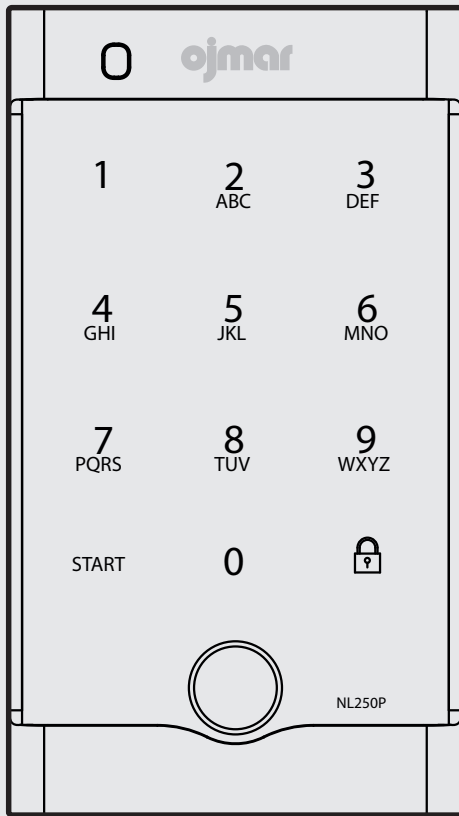 ojmar
1 2 3
ABC DEF
4 5 6
GHI JKL MNO
7 8 9
PQRS TUV WXYZ
START 0
NL250P